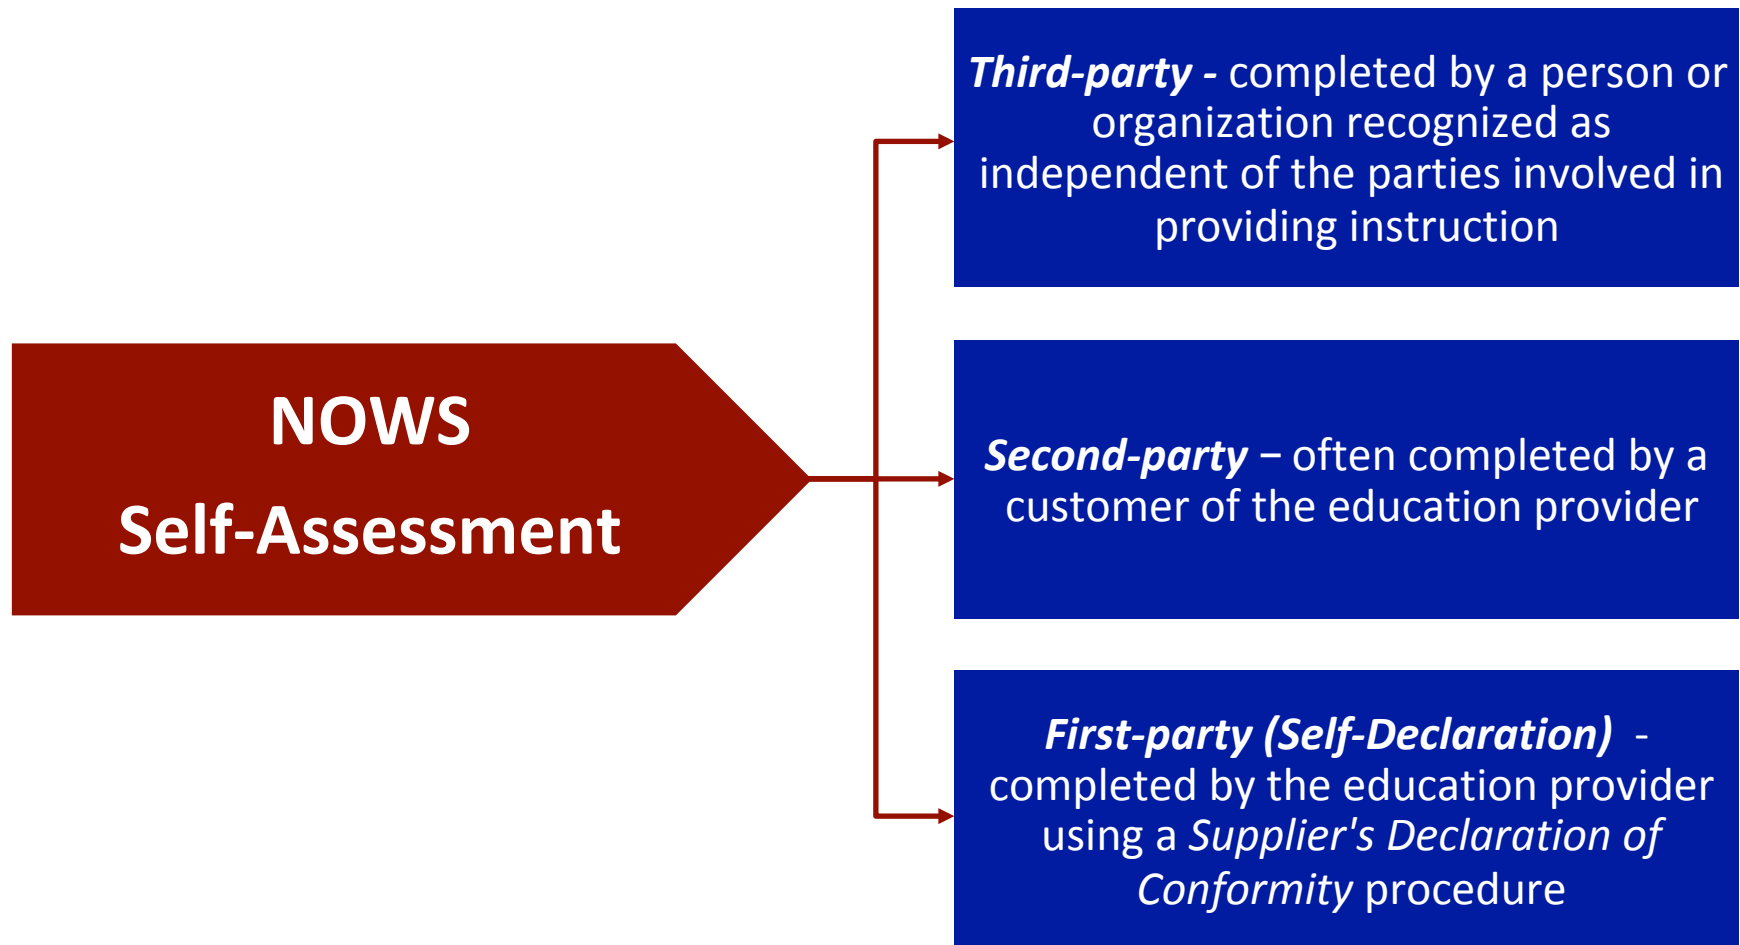 NOWS
Self-Assessment
Third-party - completed by a person or
organization recognized as
independent of the parties involved in
providing instruction
Second-party – often completed by a
customer of the education provider
First-party (Self-Declaration)  -
completed by the education provider
using a Supplier's Declaration of
Conformity procedure